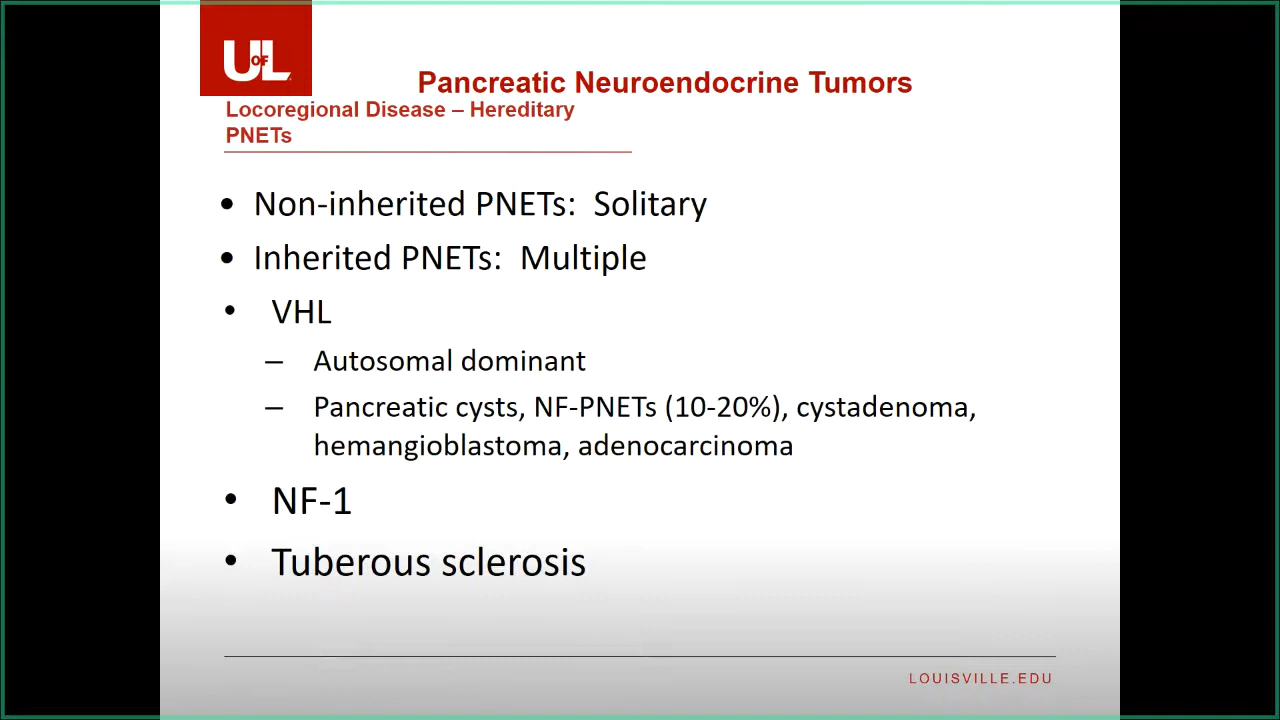 UofL
Pancreatic Neuroendocrine Tumors
Locoregional Disease – Hereditary
PNETs
• Non-inherited PNETs: Solitary
• Inherited PNETs: Multiple
• VHL
– Autosomal dominant
– Pancreatic cysts, NF-PNETs (10-20%), cystadenoma,
hemangioblastoma, adenocarcinoma
• NF-1
• Tuberous sclerosis
LOUISVILLE.EDU